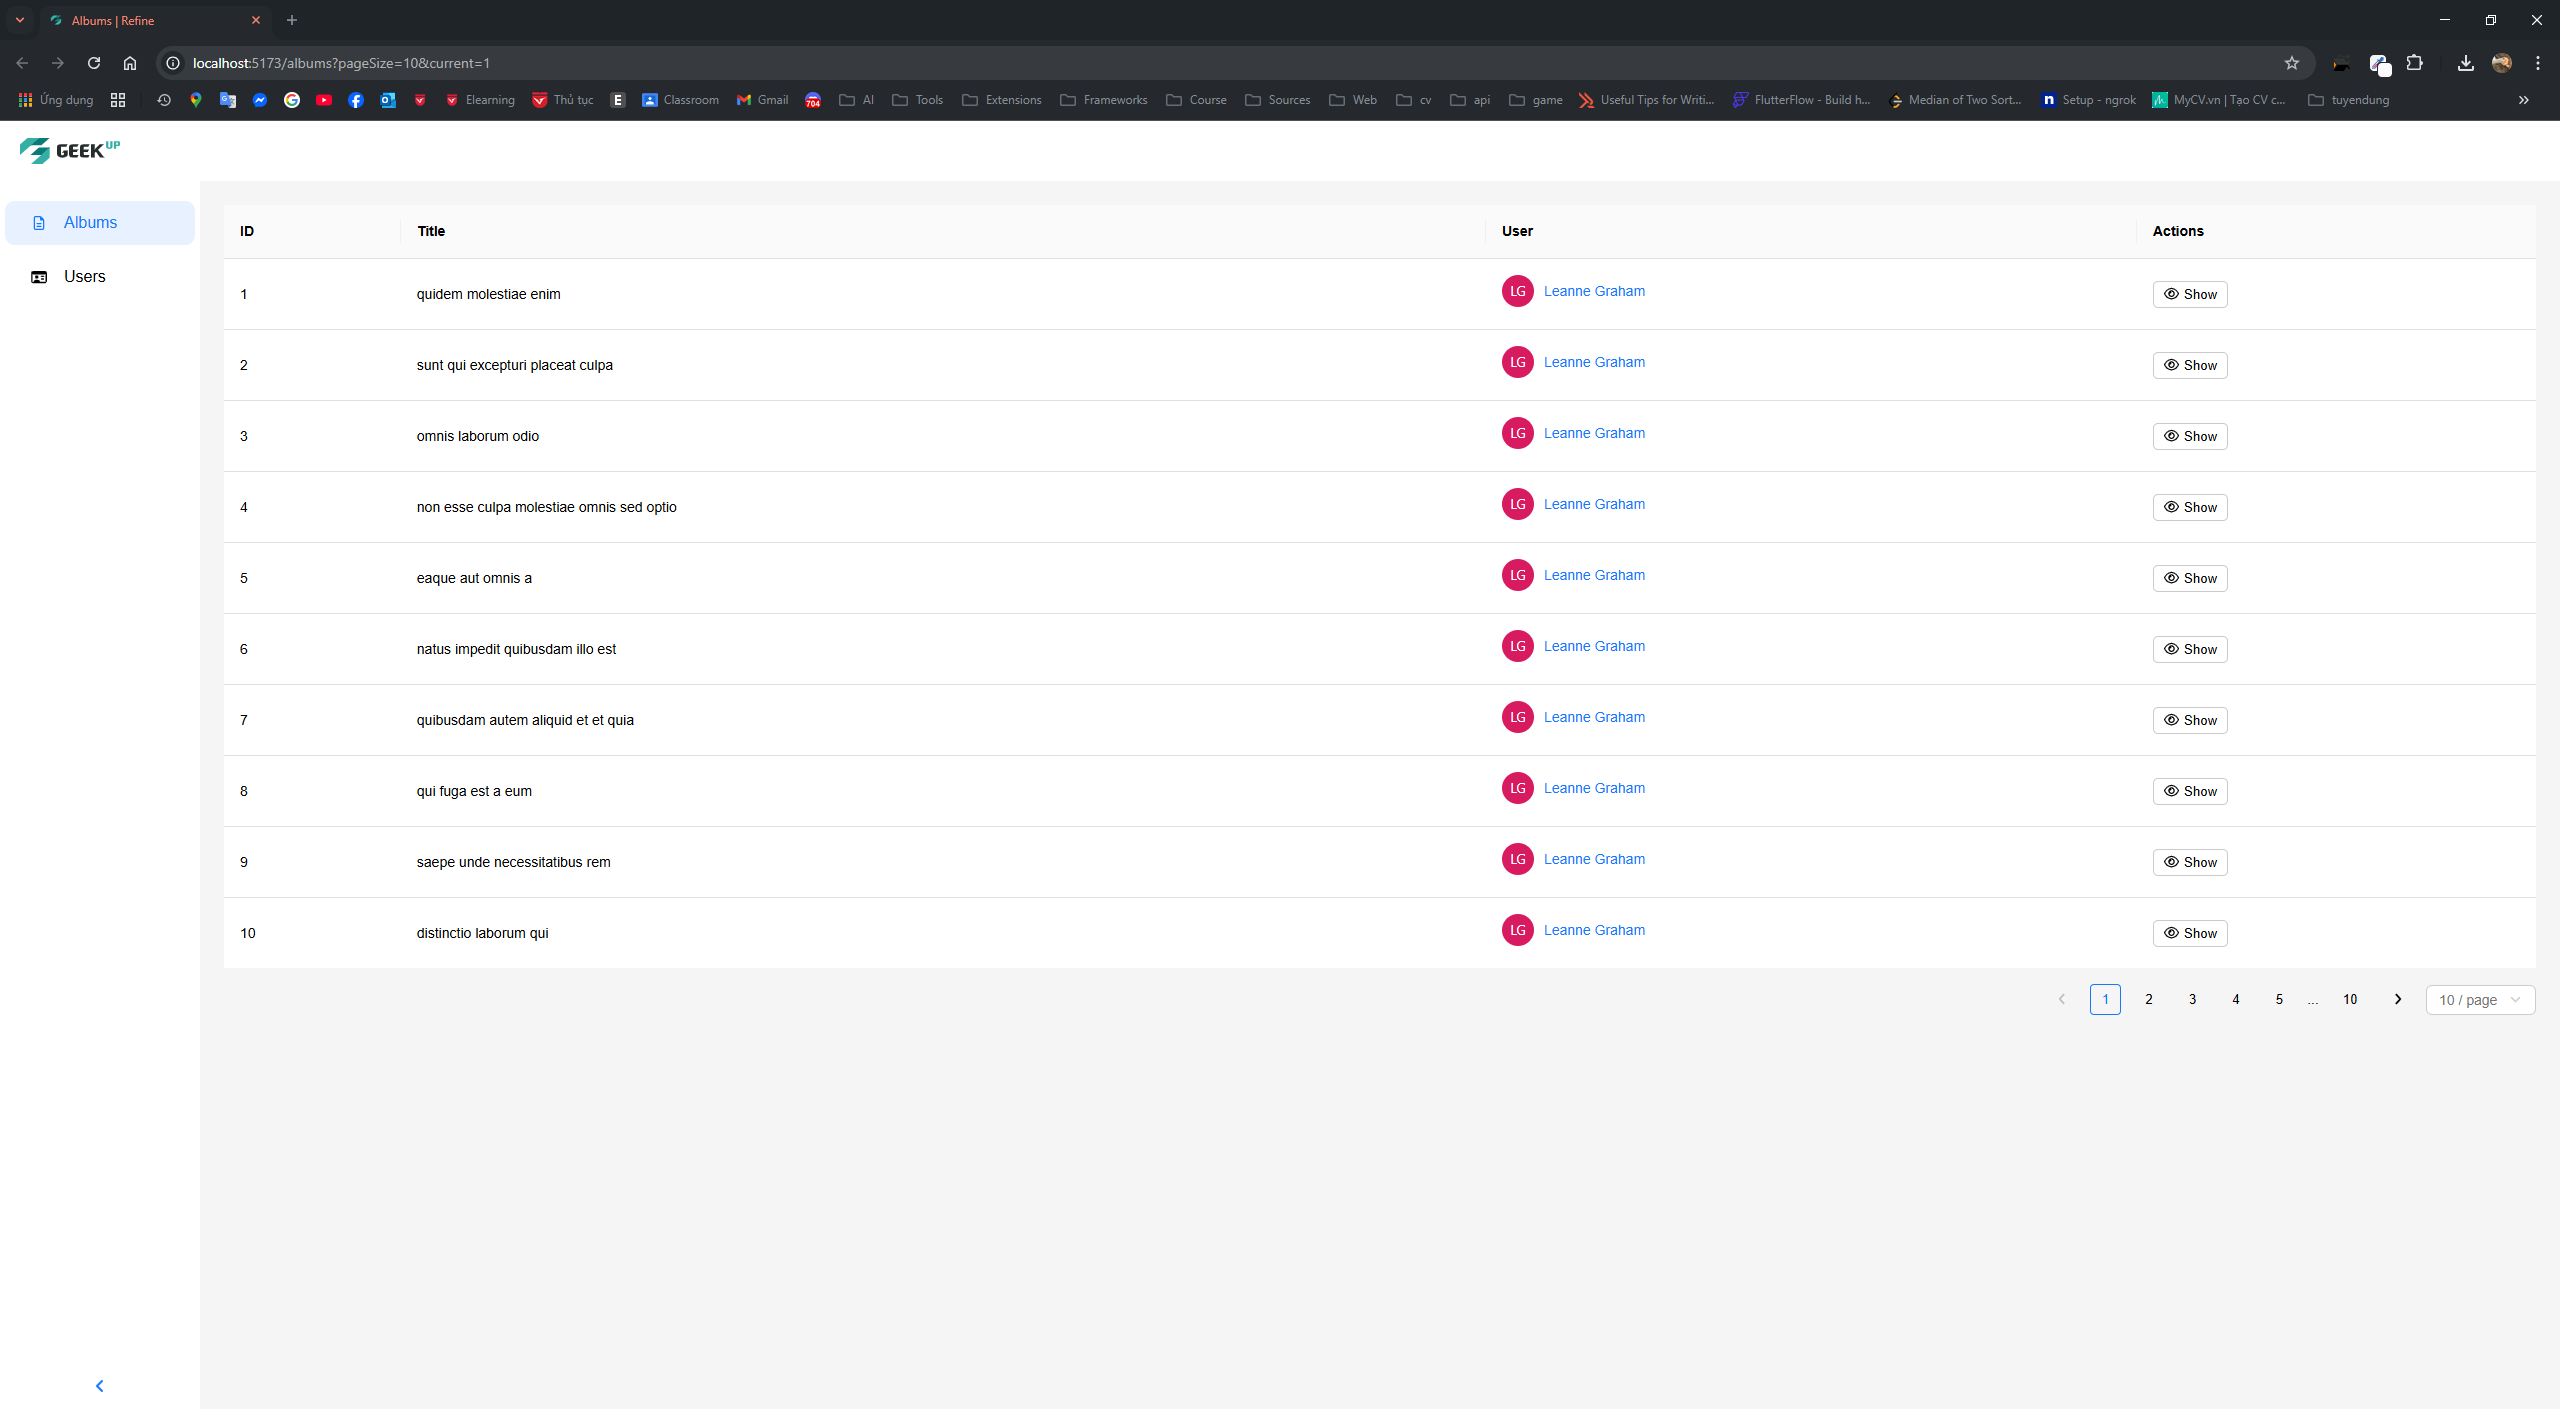 Albums | Refine
localhost:5173/albums?pageSize=10&current=1
Ứng dụng Elearning Thủ tục E Classroom Gmail 704 AI Tools Extensions Frameworks Course Sources Web cv api game Useful Tips for Writi... FlutterFlow - Build h... Median of Two Sort... n Setup - ngrok MyCV.vn | Tạo CV c... tuyendung
GEEK UP
Albums
Users
ID Title User Actions
1 quidem molestiae enim LG Leanne Graham Show
2 sunt qui excepturi placeat culpa LG Leanne Graham Show
3 omnis laborum odio LG Leanne Graham Show
4 non esse culpa molestiae omnis sed optio LG Leanne Graham Show
5 eaque aut omnis a LG Leanne Graham Show
6 natus impedit quibusdam illo est LG Leanne Graham Show
7 quibusdam autem aliquid et et quia LG Leanne Graham Show
8 qui fuga est a eum LG Leanne Graham Show
9 saepe unde necessitatibus rem LG Leanne Graham Show
10 distinctio laborum qui LG Leanne Graham Show
1 2 3 4 5 ... 10 10 / page